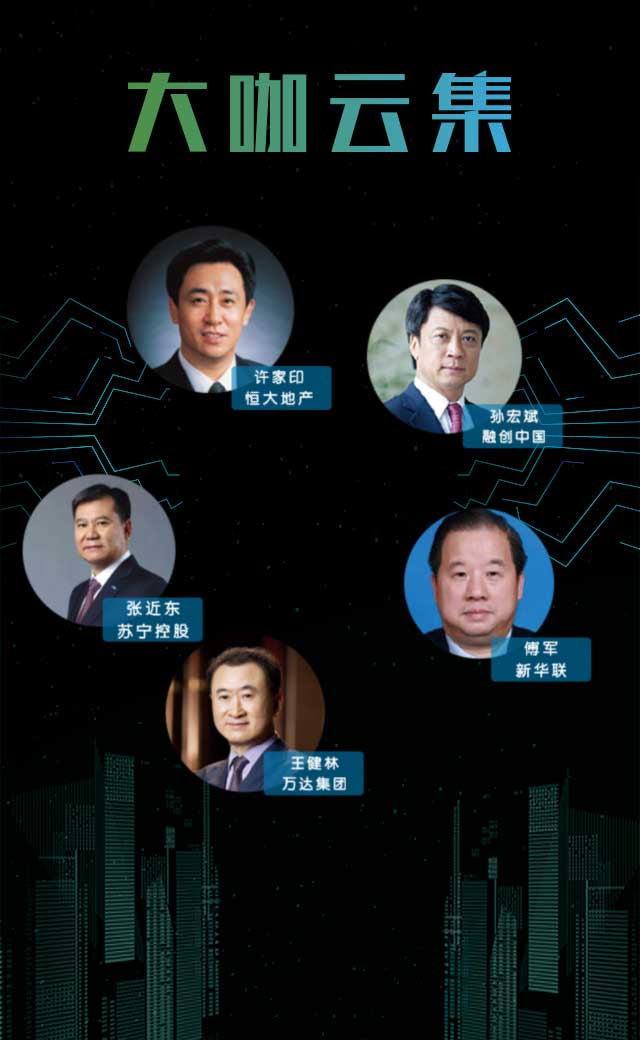 大咖云集
许家印
恒大地产
孙宏斌
融创中国
张近东
苏宁控股
傅军
新华联
王健林
万达集团